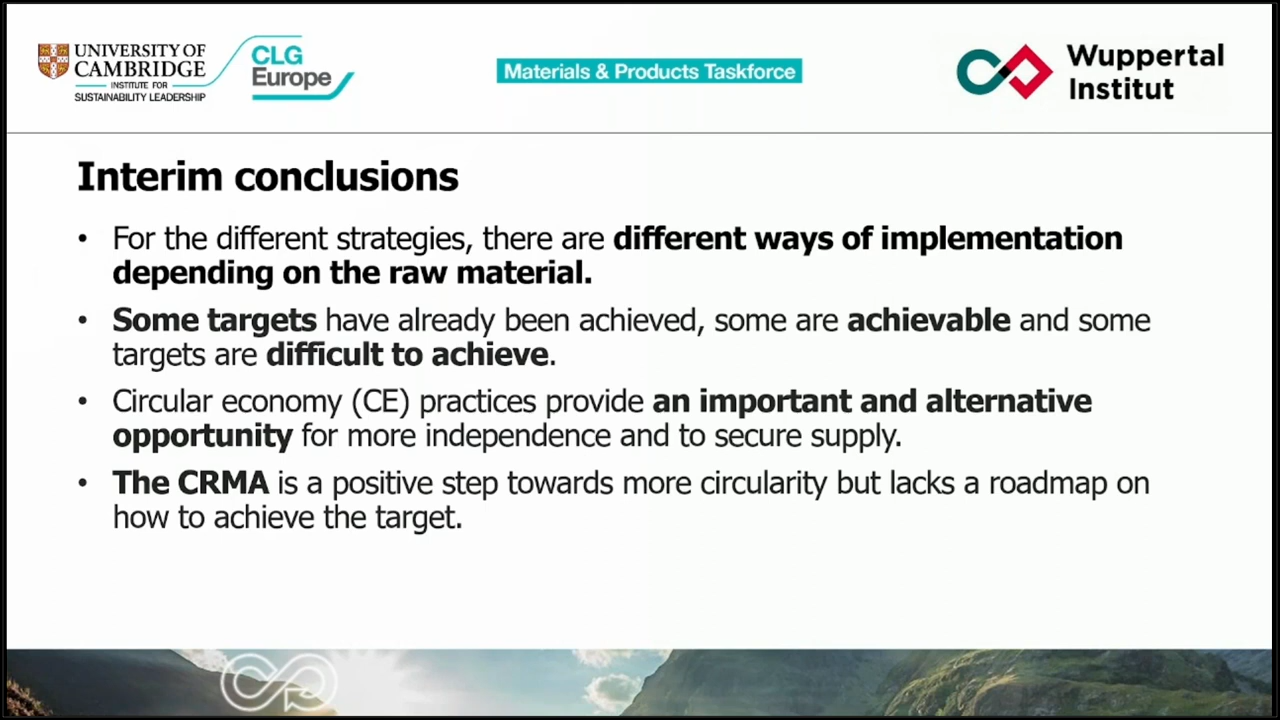 UNIVERSITY OF
CAMBRIDGE
INSTITUTE FOR
SUSTAINABILITY LEADERSHIP
CLG
Europe
Materials & Products Taskforce
Wuppertal
Institut
Interim conclusions
• For the different strategies, there are different ways of implementation
depending on the raw material.
• Some targets have already been achieved, some are achievable and some
targets are difficult to achieve.
• Circular economy (CE) practices provide an important and alternative
opportunity for more independence and to secure supply.
• The CRMA is a positive step towards more circularity but lacks a roadmap on
how to achieve the target.